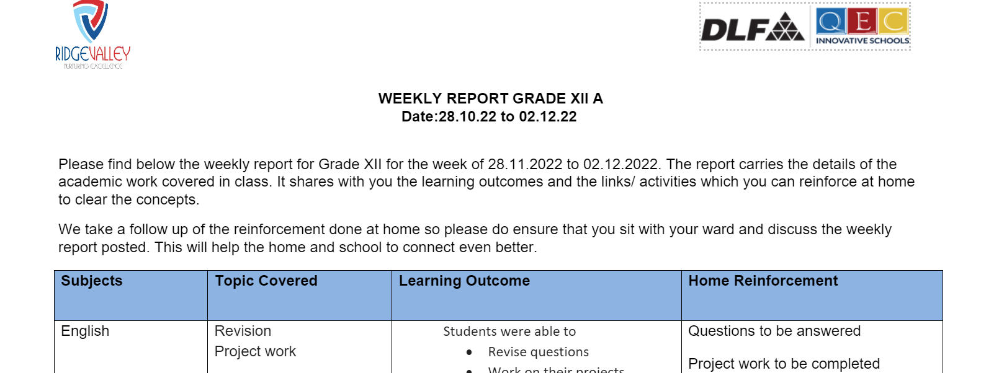 RIDGEVALLEY
NURTURING EXCELLENCE
DLF
QEC
INNOVATIVE SCHOOLS
WEEKLY REPORT GRADE XII A
Date:28.10.22 to 02.12.22
Please find below the weekly report for Grade XII for the week of 28.11.2022 to 02.12.2022. The report carries the details of the
academic work covered in class. It shares with you the learning outcomes and the links/ activities which you can reinforce at home
to clear the concepts.
We take a follow up of the reinforcement done at home so please do ensure that you sit with your ward and discuss the weekly
report posted. This will help the home and school to connect even better.
Subjects
Topic Covered
Learning Outcome
Home Reinforcement
English
Revision
Project work
Students were able to
• Revise questions
• Work on their projects
Questions to be answered
Project work to be completed